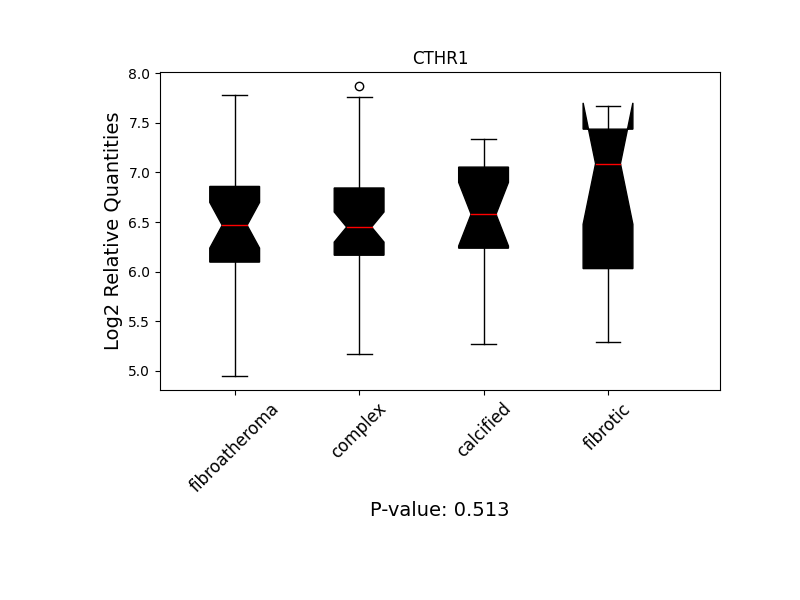 CTHR1
Log2 Relative Quantities
8.0
7.5
7.0
6.5
6.0
5.5
5.0
fibroatheroma
complex
calcified
fibrotic
P-value: 0.513